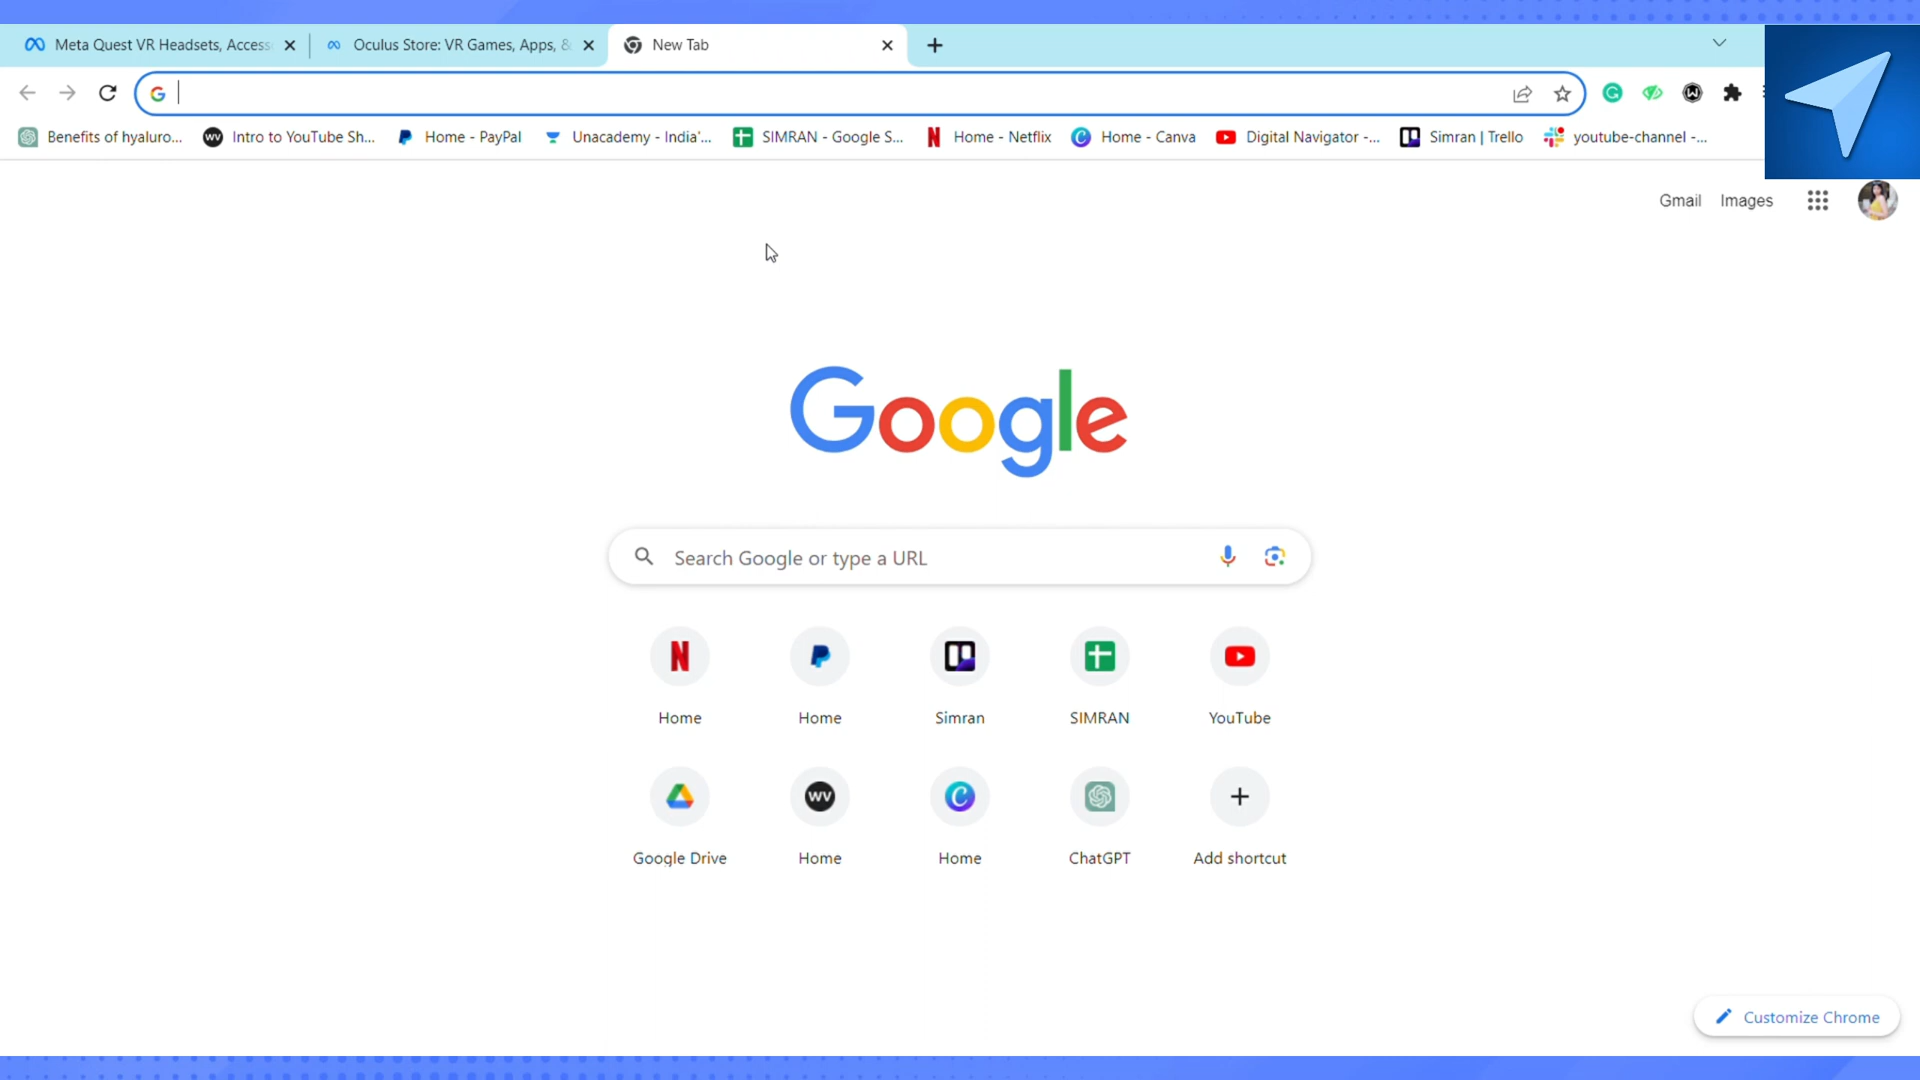 Meta Quest VR Headsets, Access
Oculus Store: VR Games, Apps, &
New Tab
Benefits of hyaluro...
Intro to YouTube Sh...
Home - PayPal
Unacademy - India'...
SIMRAN - Google S...
Home - Netflix
Home - Canva
Digital Navigator -...
Simran | Trello
youtube-channel -...
Gmail
Images
Google
Search Google or type a URL
Home
Home
Simran
SIMRAN
YouTube
Google Drive
Home
Home
ChatGPT
Add shortcut
Customize Chrome